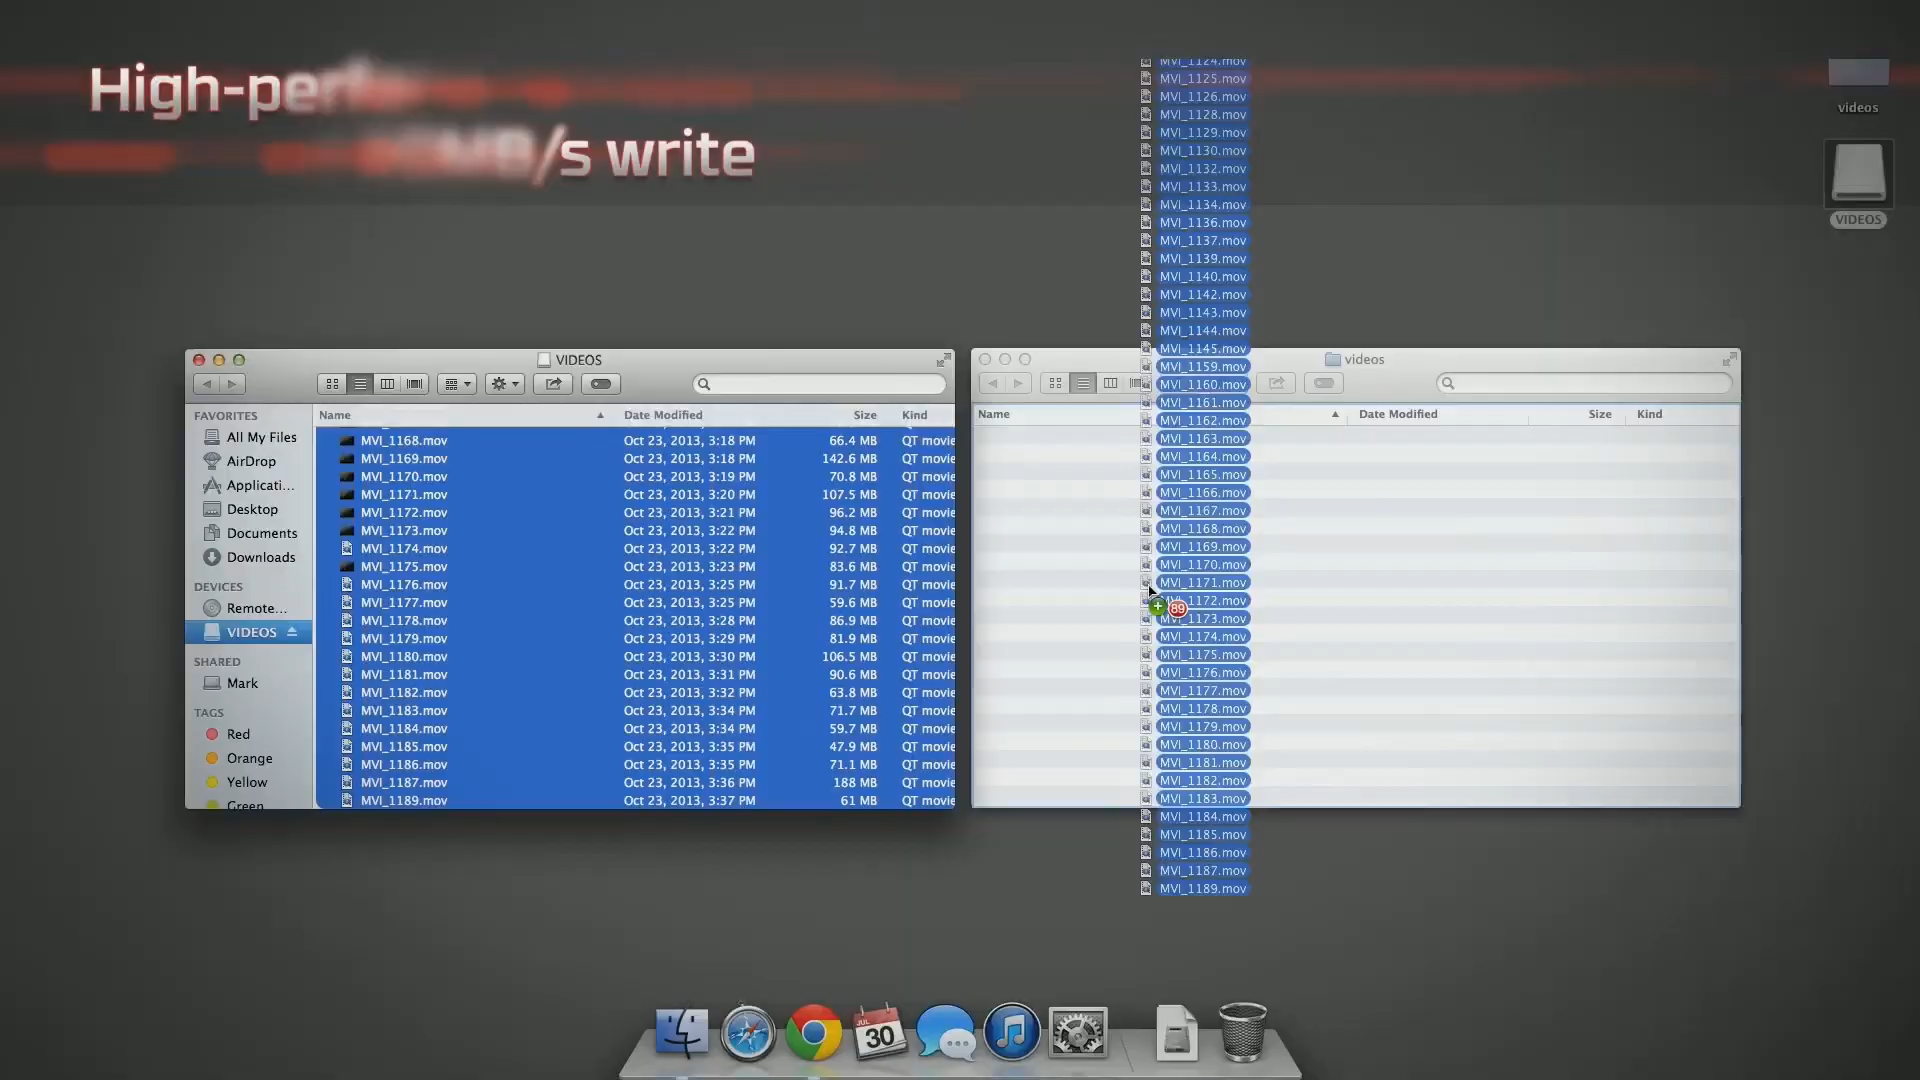 High-perf
MB/s write
videos
VIDEOS
VIDEOS
Name
Date Modified
Size
Kind
FAVORITES
All My Files
AirDrop
Applicati...
Desktop
Documents
Downloads
DEVICES
Remote...
VIDEOS
SHARED
Mark
TAGS
Red
Orange
Yellow
Green
MVI_1168.mov Oct 23, 2013, 3:18 PM 66.4 MB QT movie
MVI_1169.mov Oct 23, 2013, 3:18 PM 142.6 MB QT movie
MVI_1170.mov Oct 23, 2013, 3:19 PM 70.8 MB QT movie
MVI_1171.mov Oct 23, 2013, 3:20 PM 107.5 MB QT movie
MVI_1172.mov Oct 23, 2013, 3:21 PM 96.2 MB QT movie
MVI_1173.mov Oct 23, 2013, 3:22 PM 94.8 MB QT movie
MVI_1174.mov Oct 23, 2013, 3:22 PM 92.7 MB QT movie
MVI_1175.mov Oct 23, 2013, 3:23 PM 83.6 MB QT movie
MVI_1176.mov Oct 23, 2013, 3:25 PM 91.7 MB QT movie
MVI_1177.mov Oct 23, 2013, 3:25 PM 59.6 MB QT movie
MVI_1178.mov Oct 23, 2013, 3:28 PM 86.9 MB QT movie
MVI_1179.mov Oct 23, 2013, 3:29 PM 81.9 MB QT movie
MVI_1180.mov Oct 23, 2013, 3:30 PM 106.5 MB QT movie
MVI_1181.mov Oct 23, 2013, 3:31 PM 90.6 MB QT movie
MVI_1182.mov Oct 23, 2013, 3:32 PM 63.8 MB QT movie
MVI_1183.mov Oct 23, 2013, 3:34 PM 71.7 MB QT movie
MVI_1184.mov Oct 23, 2013, 3:34 PM 59.7 MB QT movie
MVI_1185.mov Oct 23, 2013, 3:35 PM 47.9 MB QT movie
MVI_1186.mov Oct 23, 2013, 3:35 PM 71.1 MB QT movie
MVI_1187.mov Oct 23, 2013, 3:36 PM 188 MB QT movie
MVI_1189.mov Oct 23, 2013, 3:37 PM 61 MB QT movie
videos
Name
Date Modified
Size
Kind
MVI_1124.mov
MVI_1125.mov
MVI_1126.mov
MVI_1128.mov
MVI_1129.mov
MVI_1130.mov
MVI_1132.mov
MVI_1133.mov
MVI_1134.mov
MVI_1136.mov
MVI_1137.mov
MVI_1139.mov
MVI_1140.mov
MVI_1142.mov
MVI_1143.mov
MVI_1144.mov
MVI_1145.mov
MVI_1159.mov
MVI_1160.mov
MVI_1161.mov
MVI_1162.mov
MVI_1163.mov
MVI_1164.mov
MVI_1165.mov
MVI_1166.mov
MVI_1167.mov
MVI_1168.mov
MVI_1169.mov
MVI_1170.mov
MVI_1171.mov
MVI_1172.mov
89
MVI_1173.mov
MVI_1174.mov
MVI_1175.mov
MVI_1176.mov
MVI_1177.mov
MVI_1178.mov
MVI_1179.mov
MVI_1180.mov
MVI_1181.mov
MVI_1182.mov
MVI_1183.mov
MVI_1184.mov
MVI_1185.mov
MVI_1186.mov
MVI_1187.mov
MVI_1189.mov
JUL
30